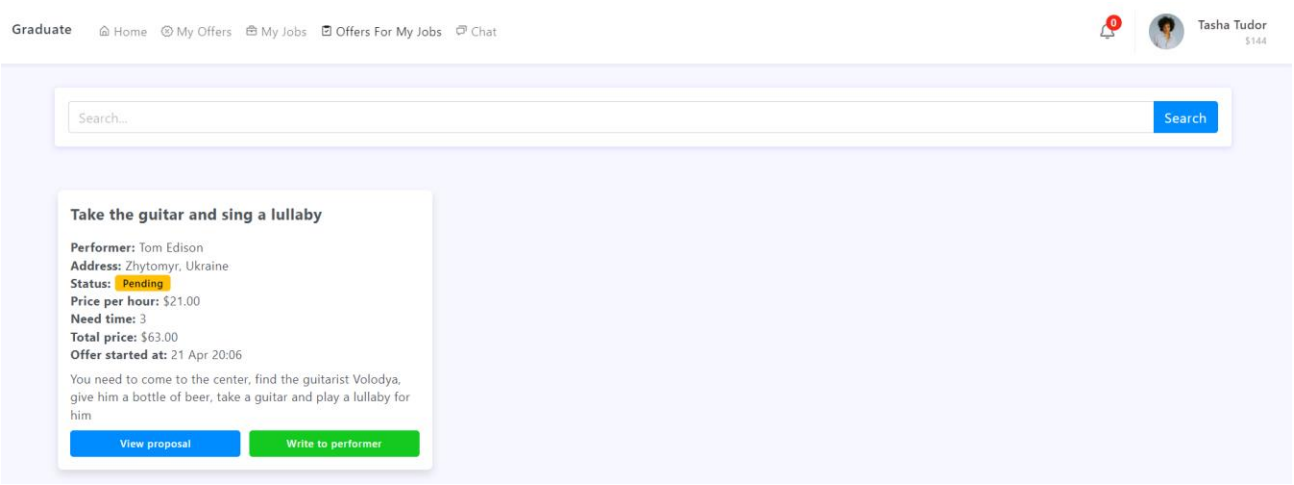 Graduate Home My Offers My Jobs Offers For My Jobs Chat 0 Tasha Tudor
$144
Search... Search
Take the guitar and sing a lullaby
Performer: Tom Edison
Address: Zhytomyr, Ukraine
Status: Pending
Price per hour: $21.00
Need time: 3
Total price: $63.00
Offer started at: 21 Apr 20:06
You need to come to the center, find the guitarist Volodya,
give him a bottle of beer, take a guitar and play a lullaby for
him
View proposal Write to performer